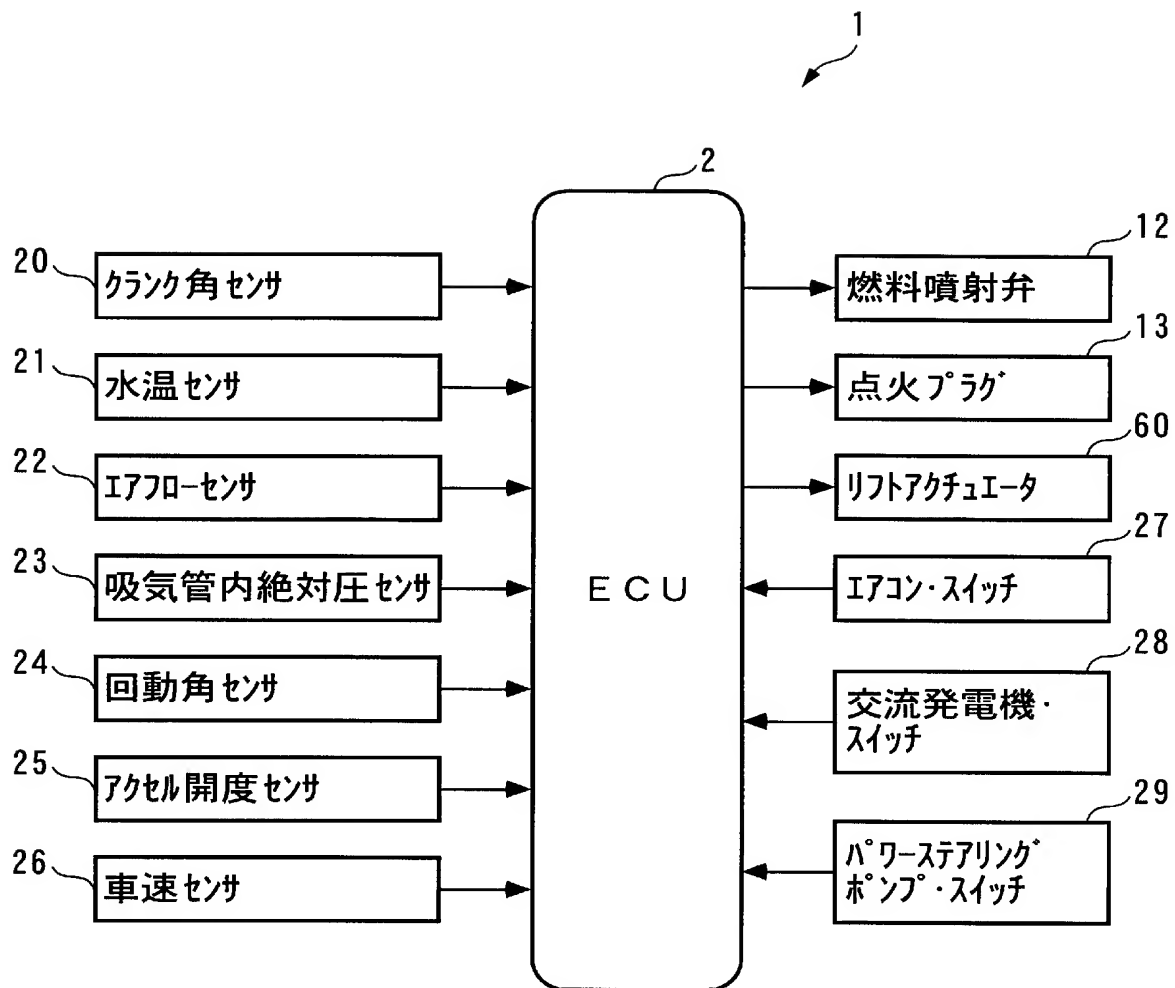 1
2
20
クランク角センサ
21
水温センサ
22
エアフローセンサ
23
吸気管内絶対圧センサ
24
回動角センサ
25
アクセル開度センサ
26
車速センサ
ECU
12
燃料噴射弁
13
点火プラグ
60
リフトアクチュエータ
27
エアコン・スイッチ
28
交流発電機・
スイッチ
29
パワーステアリング
ポンプ・スイッチ